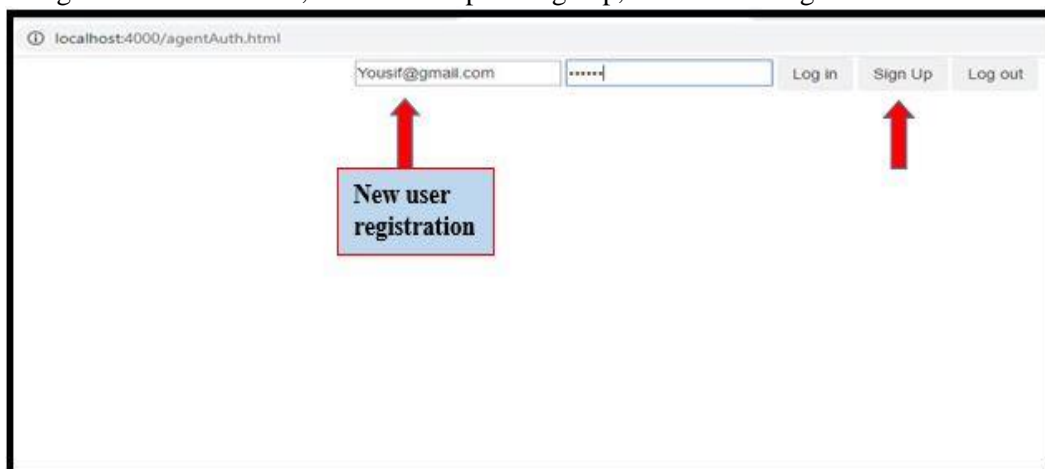 localhost:4000/agentAuth.html
Yousif@gmail.com •••••• Log in Sign Up Log out
New user
registration